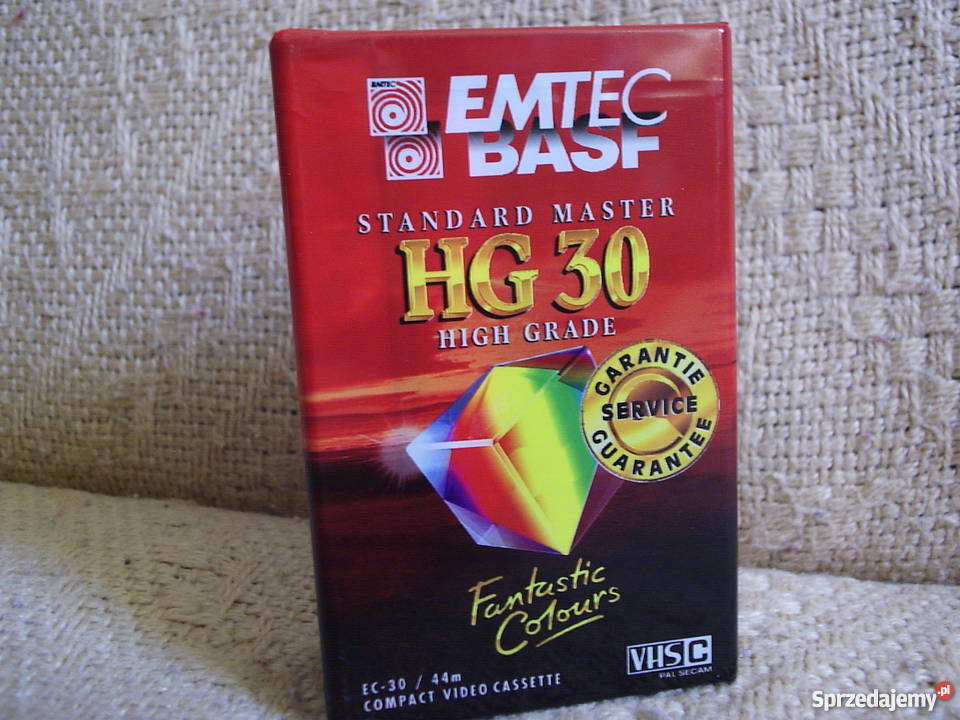 EMTEC
EMTEC
BASF
STANDARD MASTER
HG 30
HIGH GRADE
GARANTIE
SERVICE
GUARANTEE
Fantastic
Colours
VHS C
PAL SECAM
EC-30 / 44m
COMPACT VIDEO CASSETTE
Sprzedajemy.pl